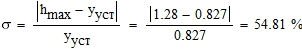 σ = |h_max − y_уст| / y_уст = |1.28 − 0.827| / 0.827 = 54.81 %